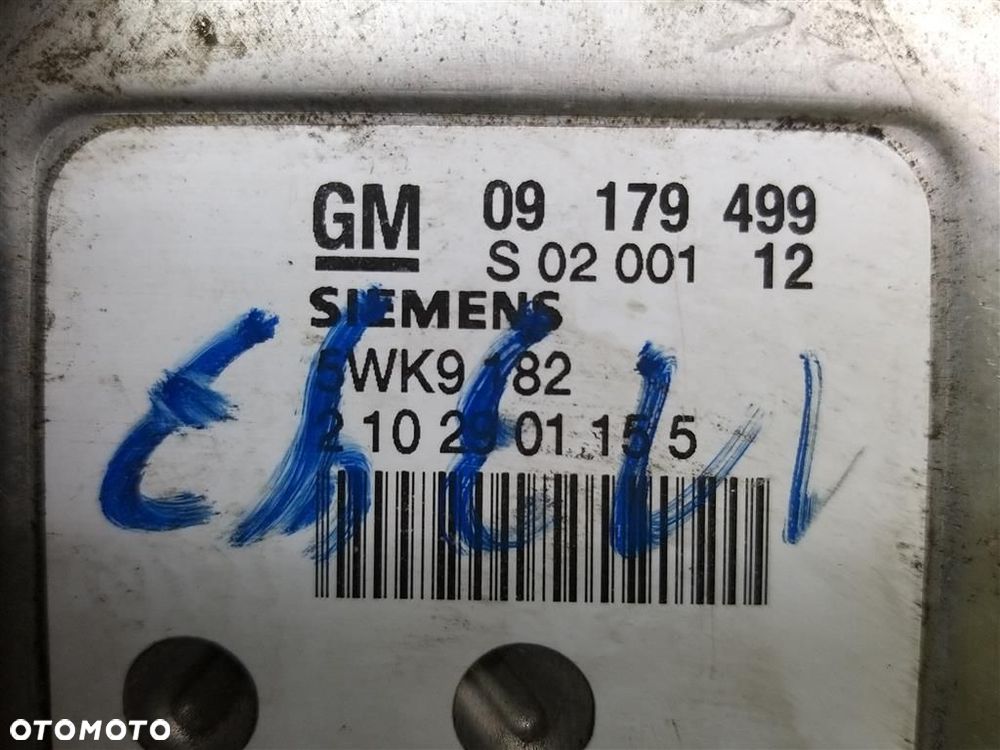 GM 09 179 499
S 02 001 12
SIEMENS
5WK9 182
2 10 29 01 15 5
OTOMOTO